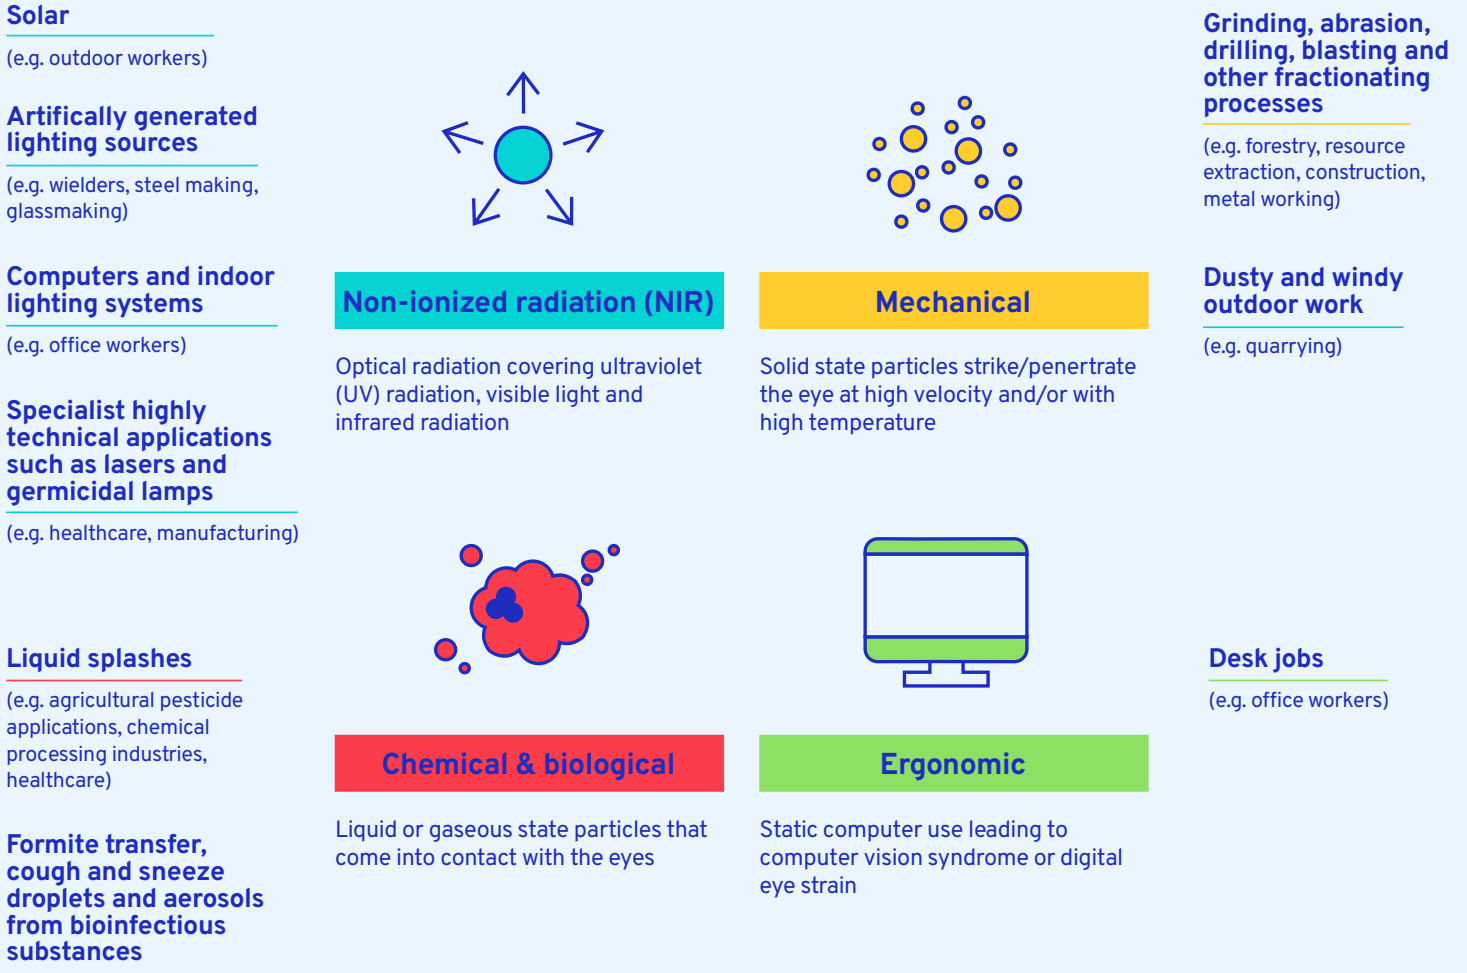 Solar
(e.g. outdoor workers)
Artifically generated
lighting sources
(e.g. wielders, steel making,
glassmaking)
Computers and indoor
lighting systems
(e.g. office workers)
Specialist highly
technical applications
such as lasers and
germicidal lamps
(e.g. healthcare, manufacturing)
Non-ionized radiation (NIR)
Optical radiation covering ultraviolet
(UV) radiation, visible light and
infrared radiation
Mechanical
Solid state particles strike/penertrate
the eye at high velocity and/or with
high temperature
Grinding, abrasion,
drilling, blasting and
other fractionating
processes
(e.g. forestry, resource
extraction, construction,
metal working)
Dusty and windy
outdoor work
(e.g. quarrying)
Liquid splashes
(e.g. agricultural pesticide
applications, chemical
processing industries,
healthcare)
Formite transfer,
cough and sneeze
droplets and aerosols
from bioinfectious
substances
Chemical & biological
Liquid or gaseous state particles that
come into contact with the eyes
Ergonomic
Static computer use leading to
computer vision syndrome or digital
eye strain
Desk jobs
(e.g. office workers)